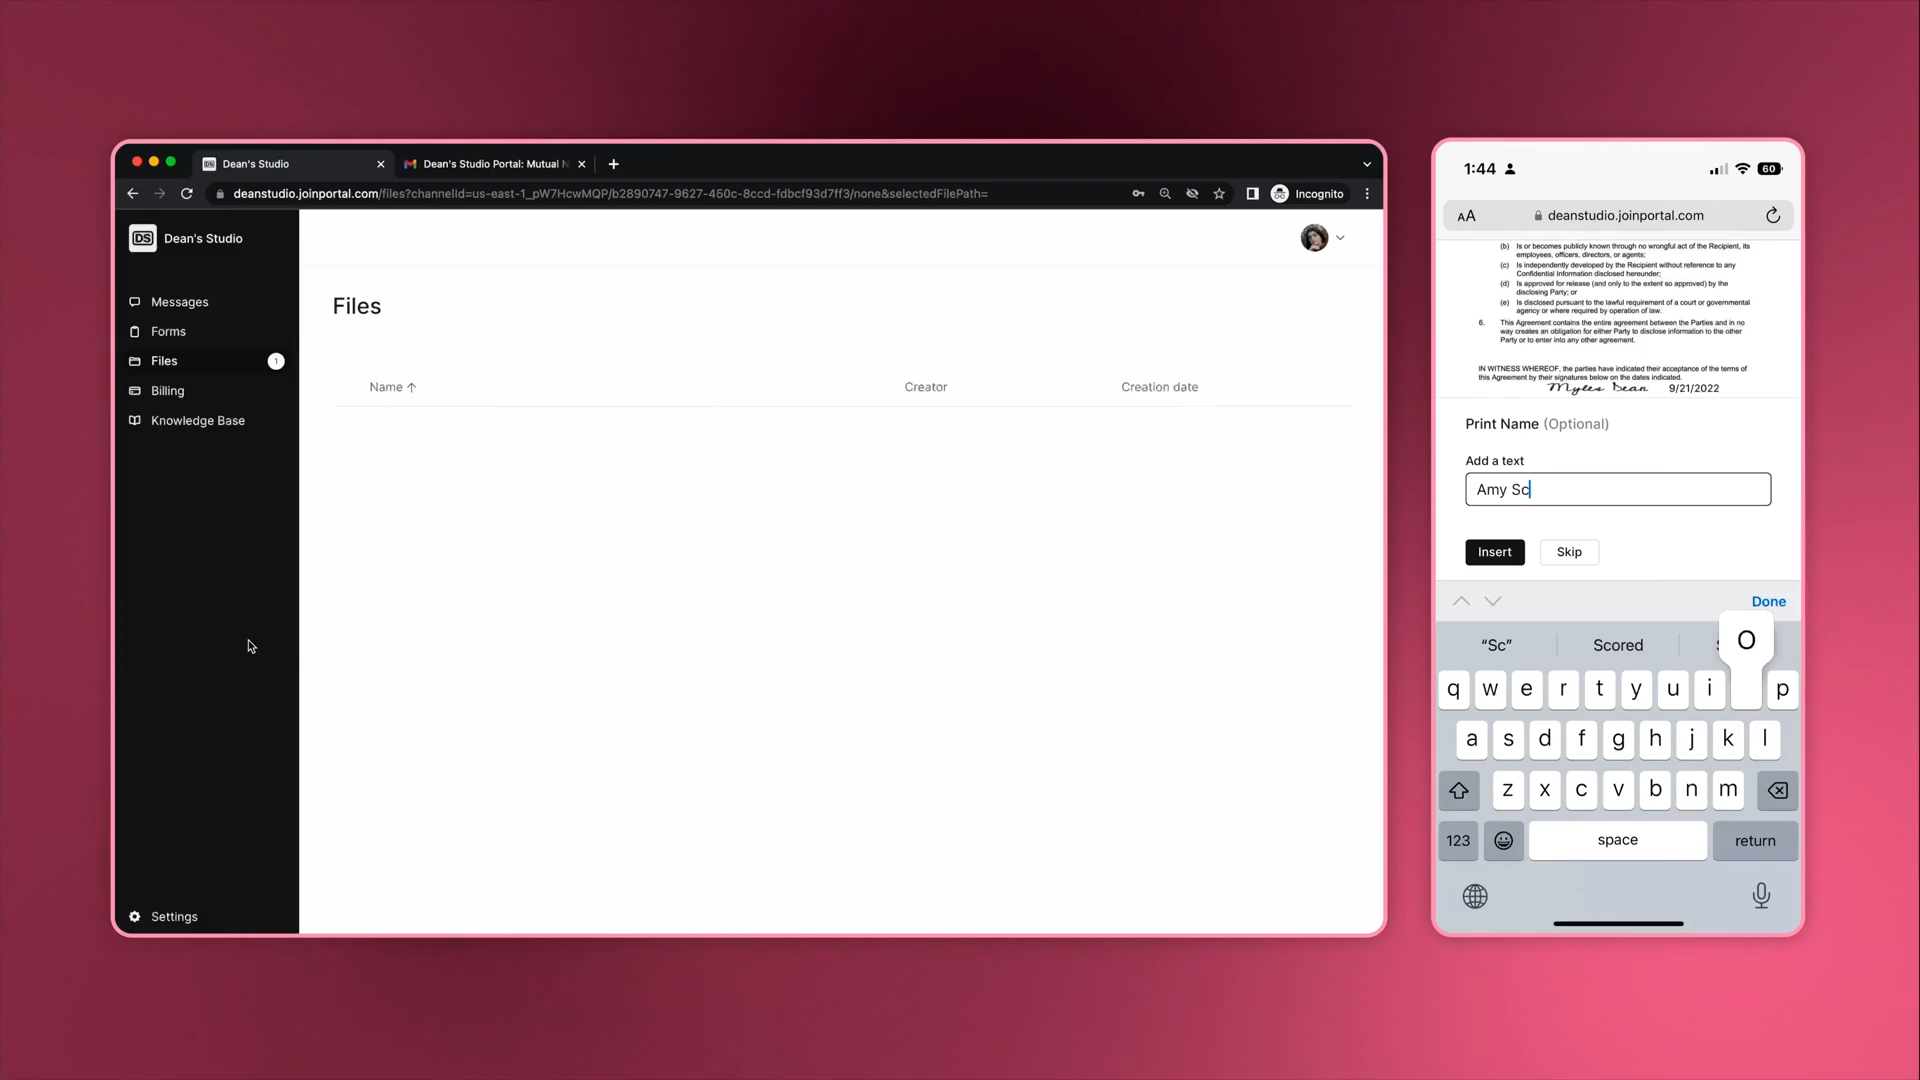 Dean's Studio
Dean's Studio Portal: Mutual N
deanstudio.joinportal.com/files?channelId=us-east-1_pW7HcwMQP/b2890747-9627-450c-8ccd-fdbcf93d7ff3/none&selectedFilePath=
Incognito
DS Dean's Studio
Messages
Forms
Files 1
Billing
Knowledge Base
Settings
Files
Name ↑ Creator Creation date
1:44 60
AA deanstudio.joinportal.com
(b) Is or becomes publicly known through no wrongful act of the Recipient, its
employees, officers, directors, or agents;
(c) Is independently developed by the Recipient without reference to any
Confidential Information disclosed hereunder;
(d) Is approved for release (and only to the extent so approved) by the
disclosing Party; or
(e) Is disclosed pursuant to the lawful requirement of a court or governmental
agency or where required by operation of law.
6. This Agreement contains the entire agreement between the Parties and in no
way creates an obligation for either Party to disclose information to the other
Party or to enter into any other agreement.
IN WITNESS WHEREOF, the parties have indicated their acceptance of the terms of
this Agreement by their signatures below on the dates indicated.
Myles Dean 9/21/2022
Print Name (Optional)
Add a text
Amy Sc
Insert Skip
Done
“Sc” Scored
O
q w e r t y u i p
a s d f g h j k l
z x c v b n m
123 space return